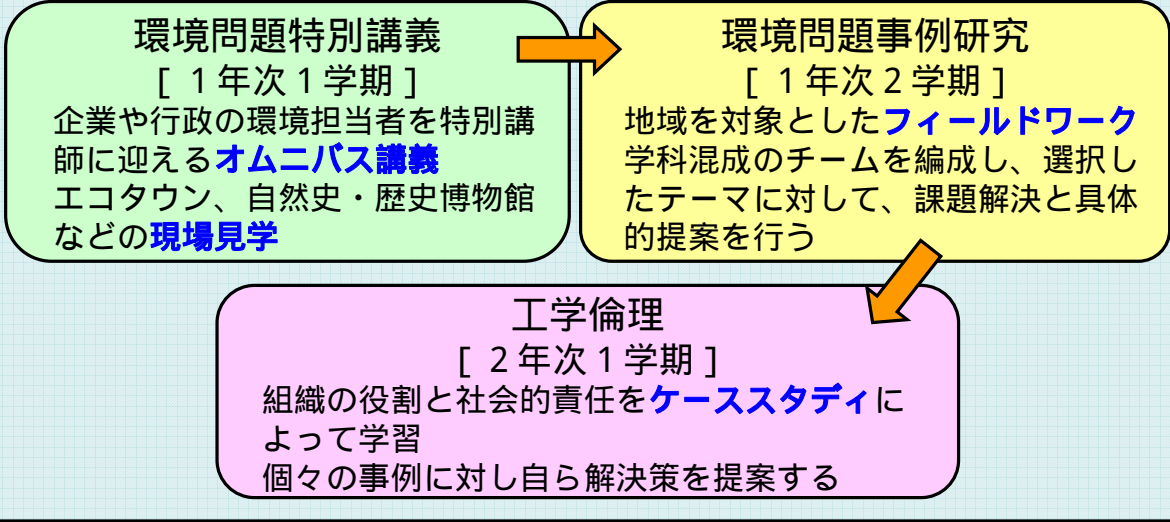 環境問題特別講義
[ 1年次1学期 ]
企業や行政の環境担当者を特別講
師に迎えるオムニバス講義
エコタウン、自然史・歴史博物館
などの現場見学
環境問題事例研究
[ 1年次2学期 ]
地域を対象としたフィールドワーク
学科混成のチームを編成し、選択し
たテーマに対して、課題解決と具体
的提案を行う
工学倫理
[ 2年次1学期 ]
組織の役割と社会的責任をケーススタディに
よって学習
個々の事例に対し自ら解決策を提案する